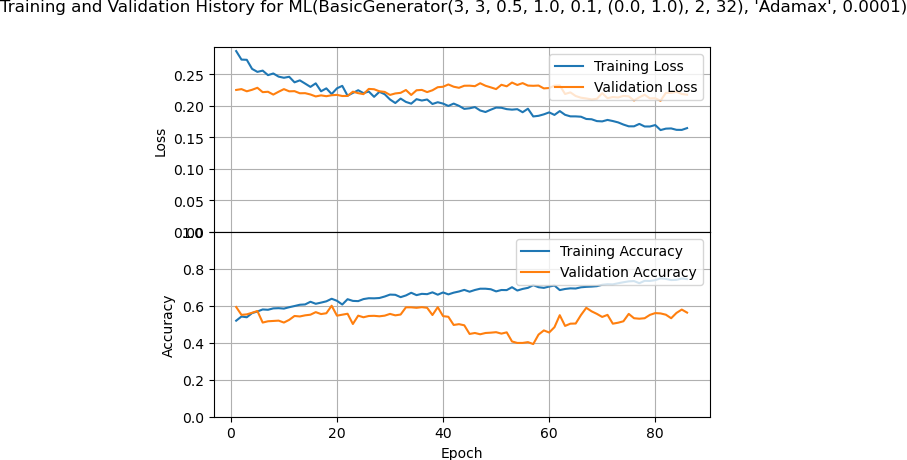 Training and Validation History for ML(BasicGenerator(3, 3, 0.5, 1.0, 0.1, (0.0, 1.0), 2, 32), 'Adamax', 0.0001)
0.25
0.20
0.15
0.10
0.05
0.00
Loss
Training Loss
Validation Loss
1.0
0.8
0.6
0.4
0.2
0.0
Accuracy
Training Accuracy
Validation Accuracy
0
20
40
60
80
Epoch